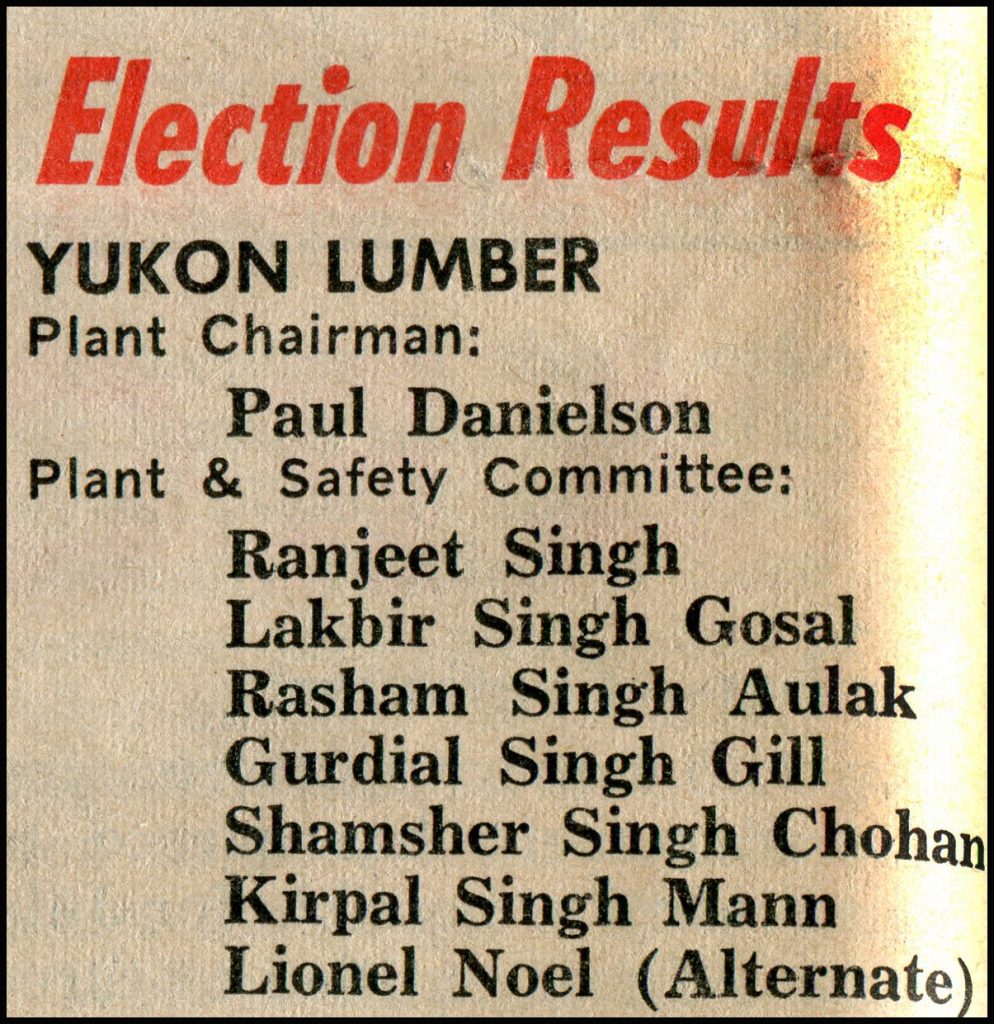 Election Results
YUKON LUMBER
Plant Chairman:
Paul Danielson
Plant & Safety Committee:
Ranjeet Singh
Lakbir Singh Gosal
Rasham Singh Aulak
Gurdial Singh Gill
Shamsher Singh Chohan
Kirpal Singh Mann
Lionel Noel (Alternate)